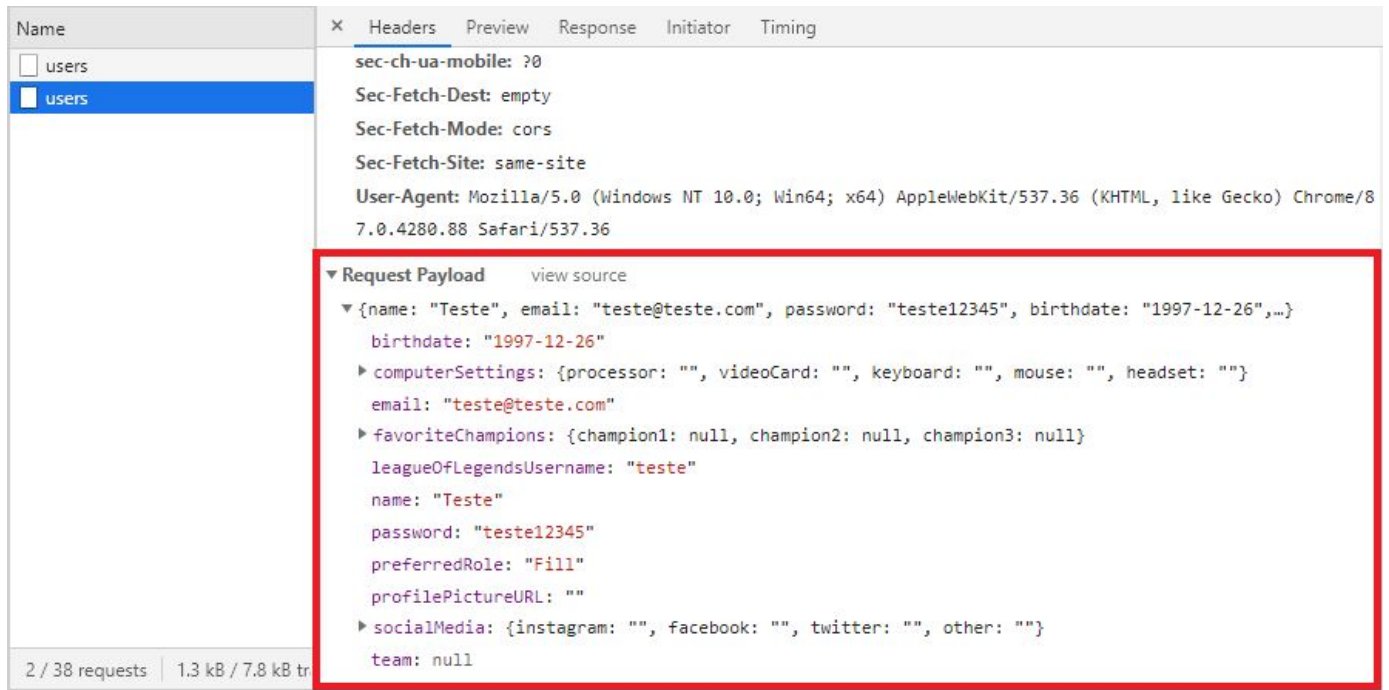 Name
× Headers Preview Response Initiator Timing
users
users
sec-ch-ua-mobile: ?0
Sec-Fetch-Dest: empty
Sec-Fetch-Mode: cors
Sec-Fetch-Site: same-site
User-Agent: Mozilla/5.0 (Windows NT 10.0; Win64; x64) AppleWebKit/537.36 (KHTML, like Gecko) Chrome/8
7.0.4280.88 Safari/537.36
▼ Request Payload view source
▼ {name: "Teste", email: "teste@teste.com", password: "teste12345", birthdate: "1997-12-26",…}
birthdate: "1997-12-26"
▶ computerSettings: {processor: "", videoCard: "", keyboard: "", mouse: "", headset: ""}
email: "teste@teste.com"
▶ favoriteChampions: {champion1: null, champion2: null, champion3: null}
leagueOfLegendsUsername: "teste"
name: "Teste"
password: "teste12345"
preferredRole: "Fill"
profilePictureURL: ""
▶ socialMedia: {instagram: "", facebook: "", twitter: "", other: ""}
team: null
2 / 38 requests 1.3 kB / 7.8 kB tr